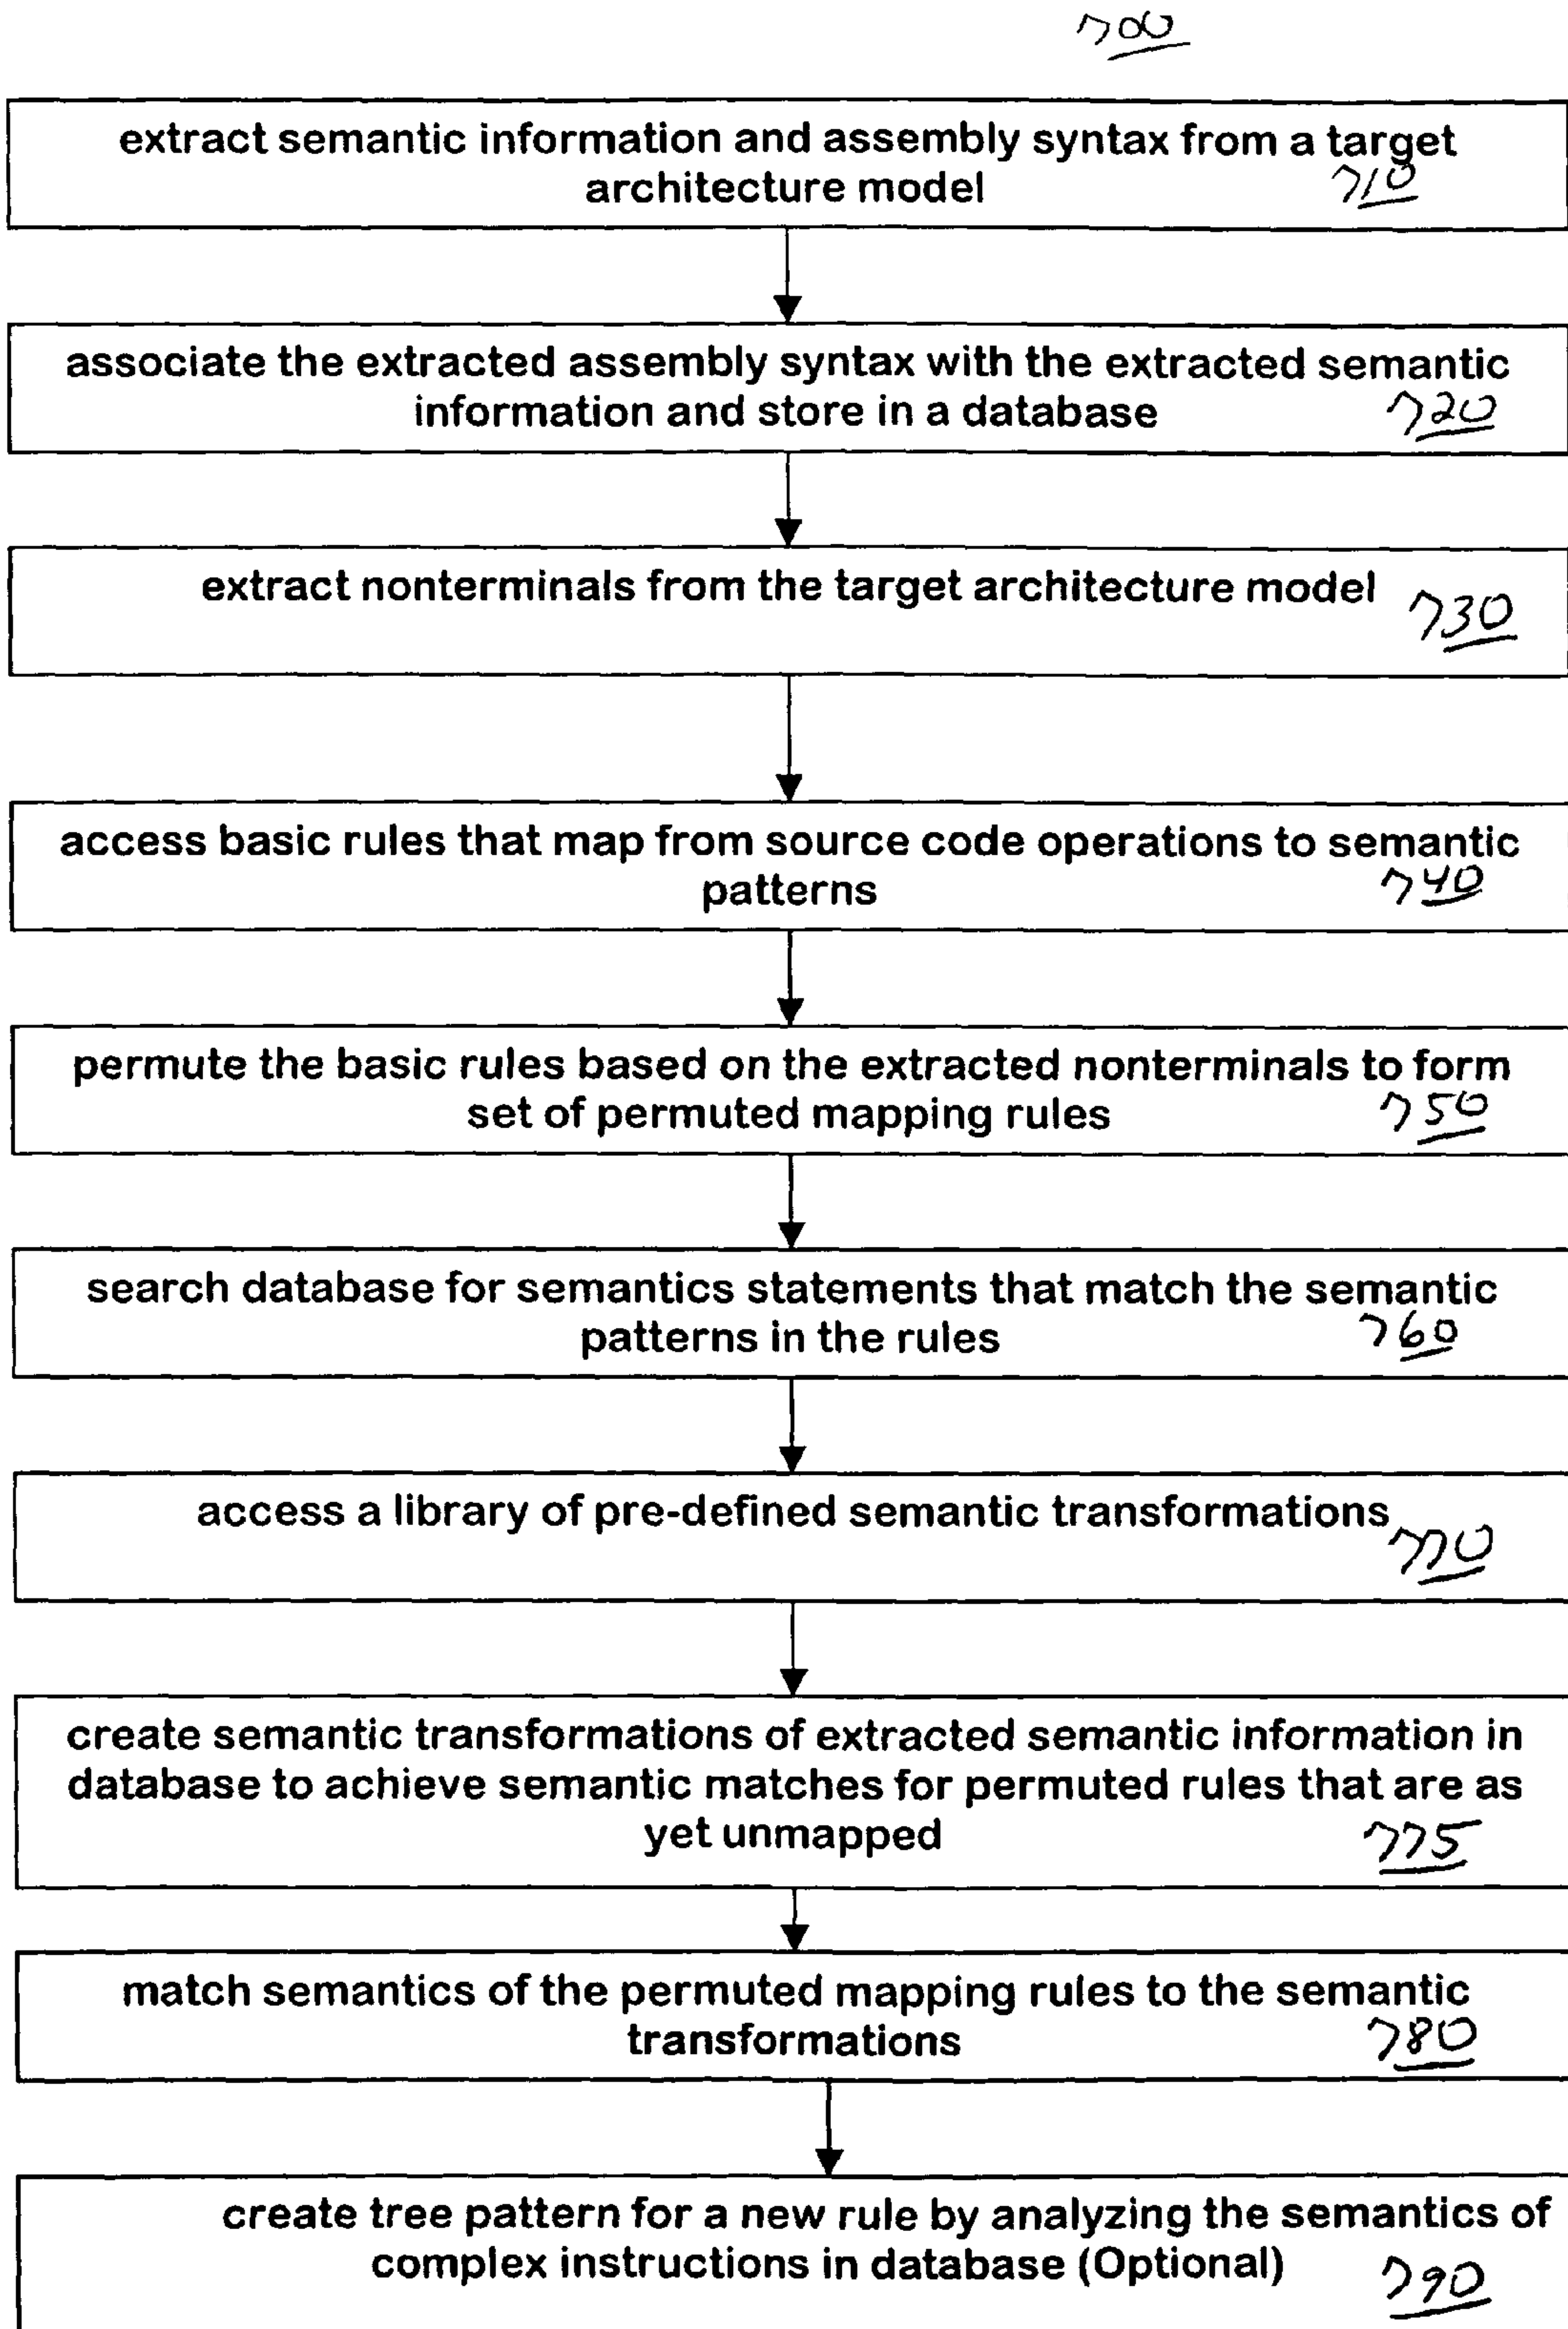 700
extract semantic information and assembly syntax from a target
architecture model 710
associate the extracted assembly syntax with the extracted semantic
information and store in a database 720
extract nonterminals from the target architecture model 730
access basic rules that map from source code operations to semantic
patterns 740
permute the basic rules based on the extracted nonterminals to form
set of permuted mapping rules 750
search database for semantics statements that match the semantic
patterns in the rules 760
access a library of pre-defined semantic transformations 770
create semantic transformations of extracted semantic information in
database to achieve semantic matches for permuted rules that are as
yet unmapped 775
match semantics of the permuted mapping rules to the semantic
transformations 780
create tree pattern for a new rule by analyzing the semantics of
complex instructions in database (Optional) 790